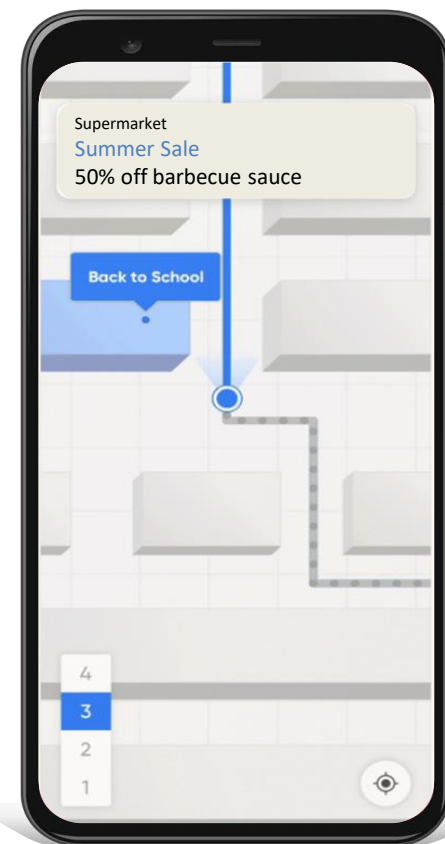 Supermarket
Summer Sale
50% off barbecue sauce
Back to School
4
3
2
1